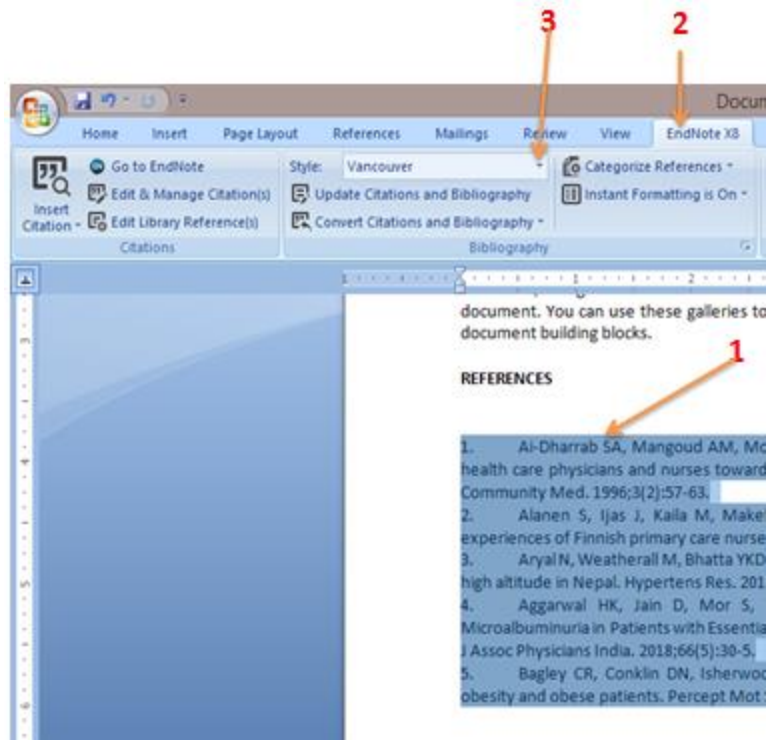 3 2
Docum
Home Insert Page Layout References Mailings Review View EndNote X8
Go to EndNote Style: Vancouver Categorize References
Edit & Manage Citation(s) Update Citations and Bibliography Instant Formatting is On
Insert Citation Edit Library Reference(s) Convert Citations and Bibliography
Citations Bibliography
1 1 2
document. You can use these galleries to
document building blocks.
1
REFERENCES
1. Al-Dharrab SA, Mangoud AM, Mo
health care physicians and nurses toward
Community Med. 1996;3(2):57-63.
2. Alanen S, Ijas J, Kaila M, Make
experiences of Finnish primary care nurse
3. Aryal N, Weatherall M, Bhatta YKD
high altitude in Nepal. Hypertens Res. 201
4. Aggarwal HK, Jain D, Mor S,
Microalbuminuria in Patients with Essentia
J Assoc Physicians India. 2018;66(5):30-5.
5. Bagley CR, Conklin DN, Isherwoo
obesity and obese patients. Percept Mot S